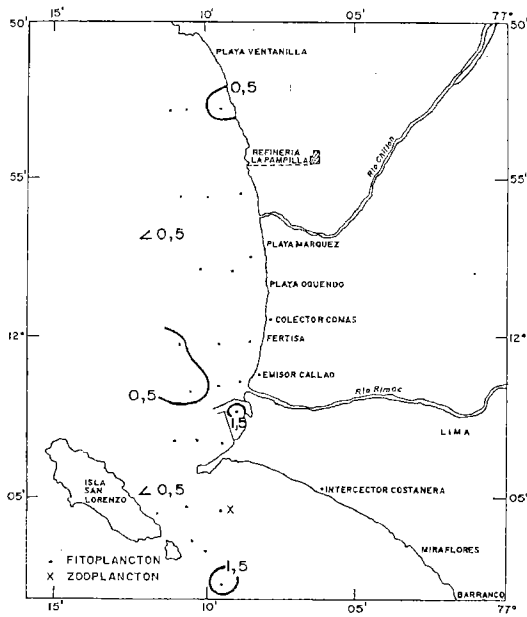 15'
10'
05'
77°
50'
50'
PLAYA VENTANILLA
0,5
REFINERIA
LA PAMPILLA
Rio Chillon
55'
55'
∠ 0,5
PLAYA MARQUEZ
PLAYA OQUENDO
COLECTOR COMAS
12°
12°
FERTISA
EMISOR CALLAO
0,5
Rio Rimac
1,5
LIMA
ISLA
SAN
LORENZO
∠ 0,5
INTERCECTOR COSTANERA
05'
05'
X
MIRAFLORES
. FITOPLANCTON
1,5
X ZOOPLANCTON
BARRANCO
15'
10'
05'
77°